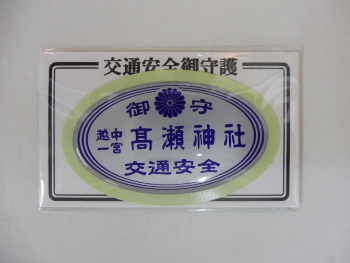 交通安全御守護
御守
越中
一宮
髙瀬神社
交通安全